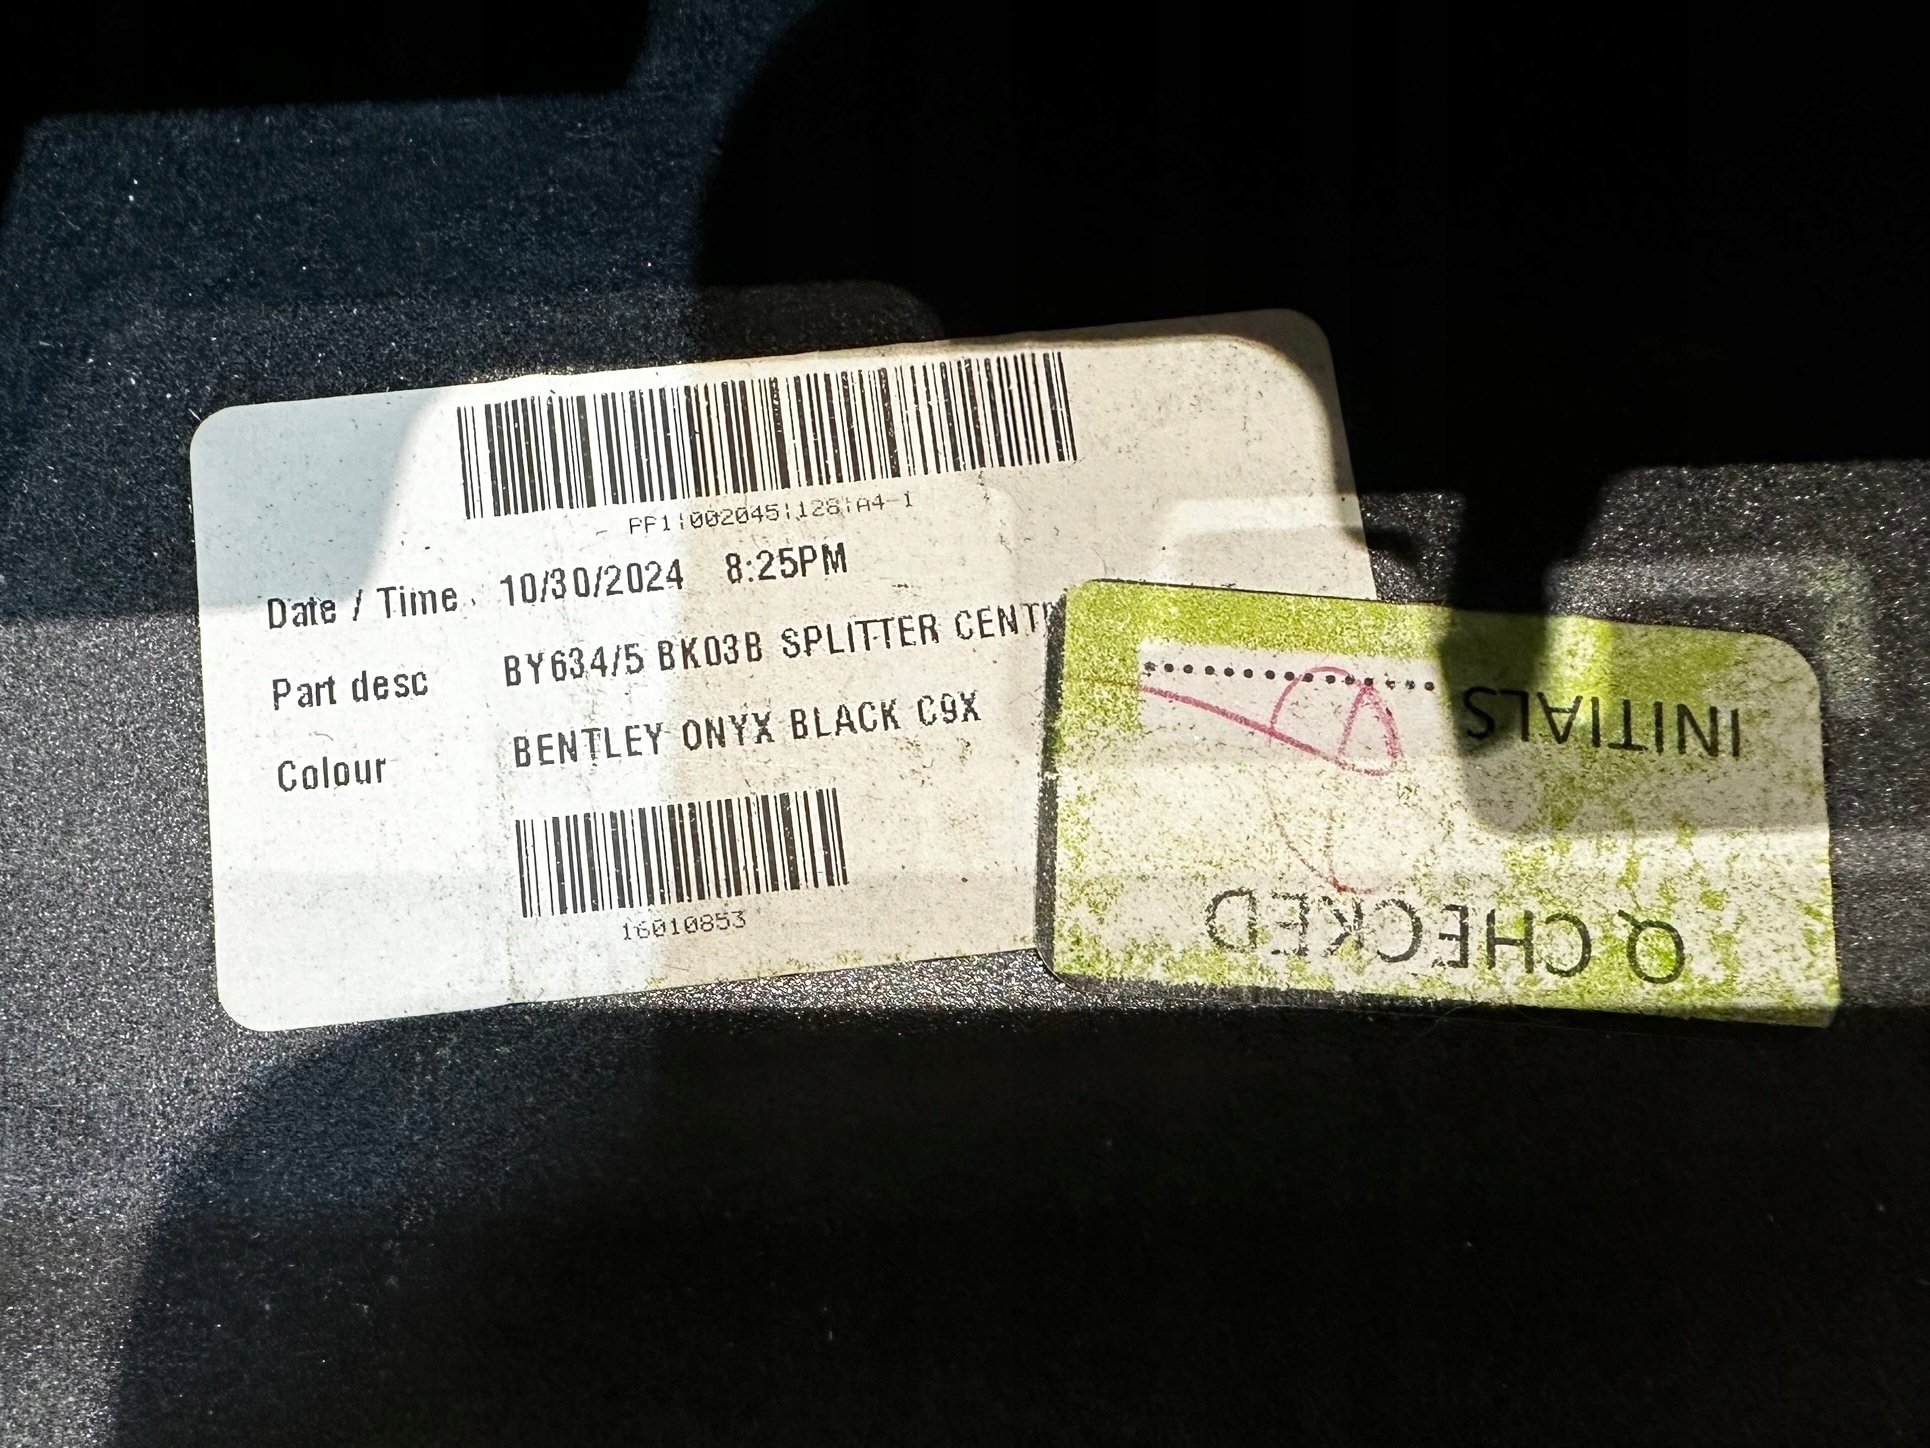 PP1|002045|128|A4-1
Date / Time 10/30/2024 8:25PM
Part desc BY634/5 BK03B SPLITTER CENT
Colour BENTLEY ONYX BLACK C9X
16010853
Q CHECKED
INITIALS